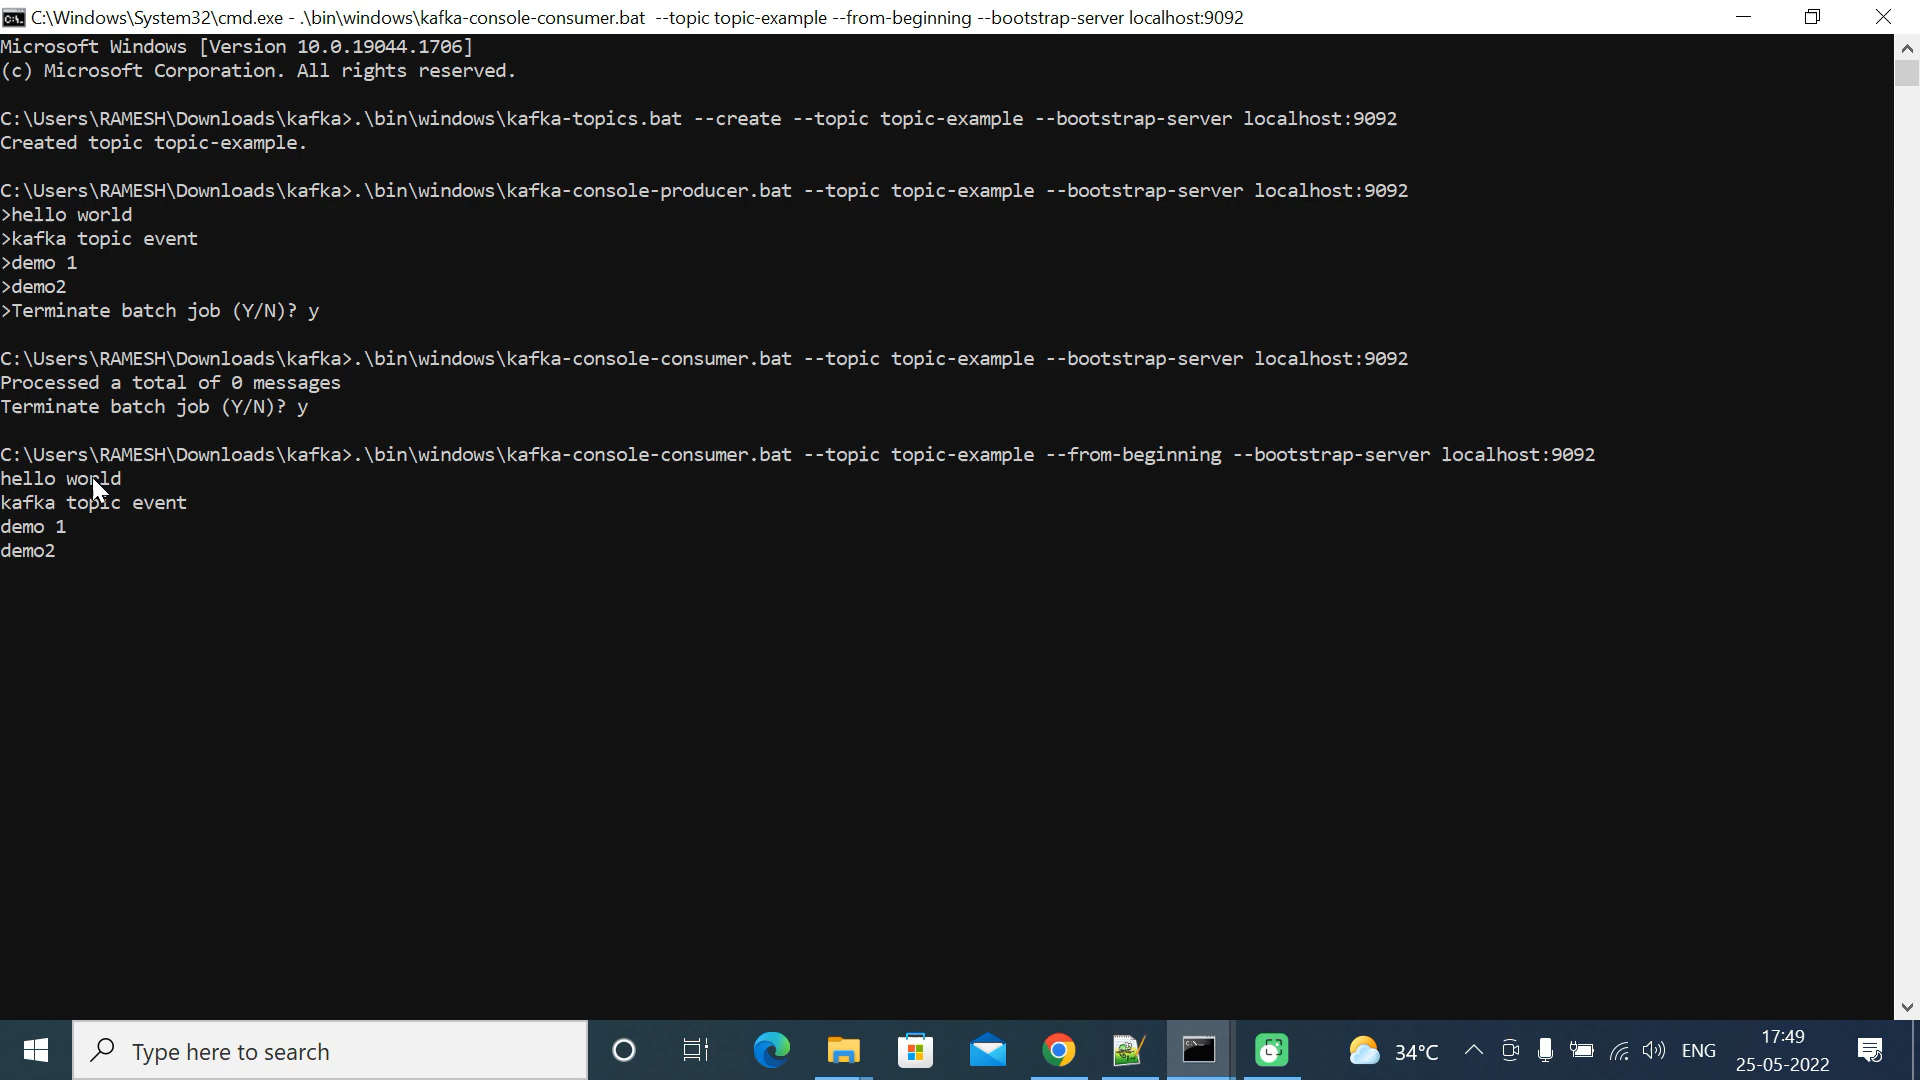 C:\Windows\System32\cmd.exe - .\bin\windows\kafka-console-consumer.bat  --topic topic-example --from-beginning --bootstrap-server localhost:9092
Microsoft Windows [Version 10.0.19044.1706]
(c) Microsoft Corporation. All rights reserved.
C:\Users\RAMESH\Downloads\kafka>.\bin\windows\kafka-topics.bat --create --topic topic-example --bootstrap-server localhost:9092
Created topic topic-example.
C:\Users\RAMESH\Downloads\kafka>.\bin\windows\kafka-console-producer.bat --topic topic-example --bootstrap-server localhost:9092
>hello world
>kafka topic event
>demo 1
>demo2
>Terminate batch job (Y/N)? y
C:\Users\RAMESH\Downloads\kafka>.\bin\windows\kafka-console-consumer.bat --topic topic-example --bootstrap-server localhost:9092
Processed a total of 0 messages
Terminate batch job (Y/N)? y
C:\Users\RAMESH\Downloads\kafka>.\bin\windows\kafka-console-consumer.bat --topic topic-example --from-beginning --bootstrap-server localhost:9092
hello world
kafka topic event
demo 1
demo2
Type here to search
34°C
ENG
17:49
25-05-2022